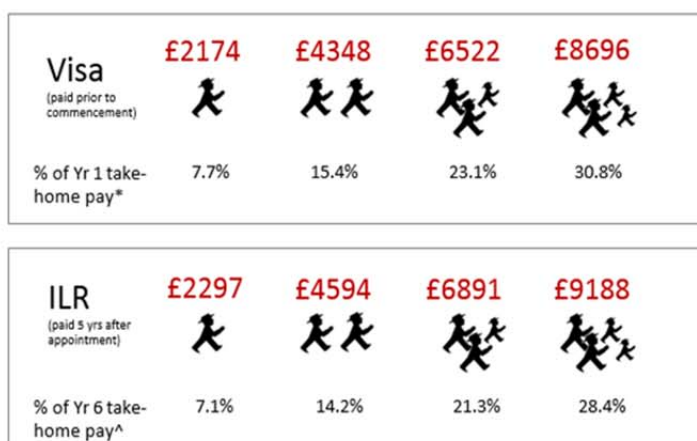 £2174 £4348 £6522 £8696
Visa
(paid prior to
commencement)
% of Yr 1 take-
home pay*
7.7% 15.4% 23.1% 30.8%
£2297 £4594 £6891 £9188
ILR
(paid 5 yrs after
appointment)
% of Yr 6 take-
home pay^
7.1% 14.2% 21.3% 28.4%